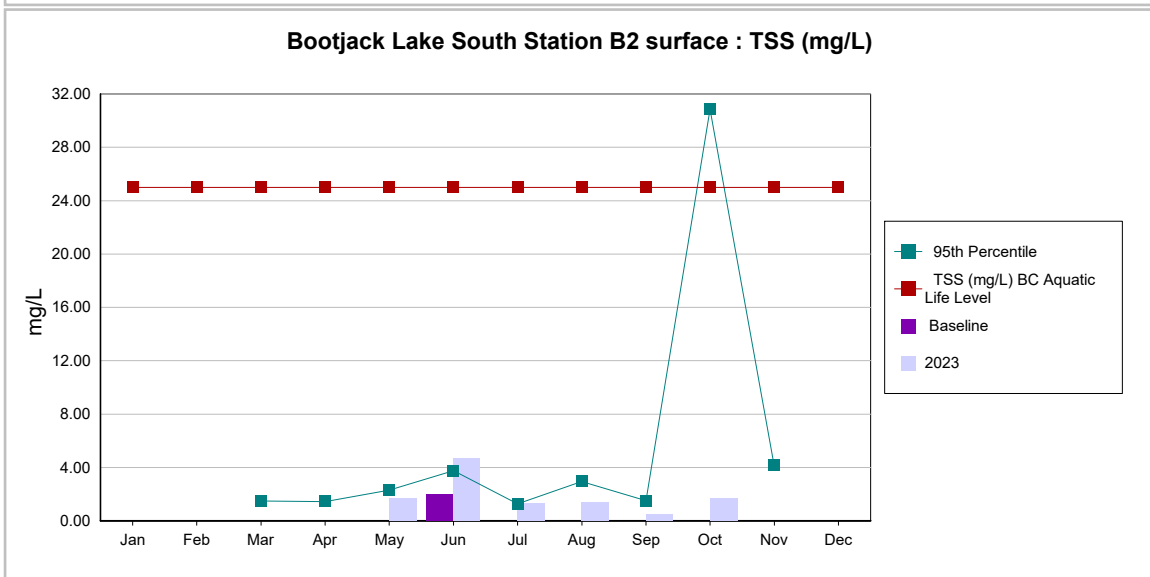 Bootjack Lake South Station B2 surface : TSS (mg/L)
32.00
28.00
24.00
20.00
16.00
12.00
8.00
4.00
0.00
mg/L
Jan Feb Mar Apr May Jun Jul Aug Sep Oct Nov Dec
95th Percentile
TSS (mg/L) BC Aquatic
Life Level
Baseline
2023